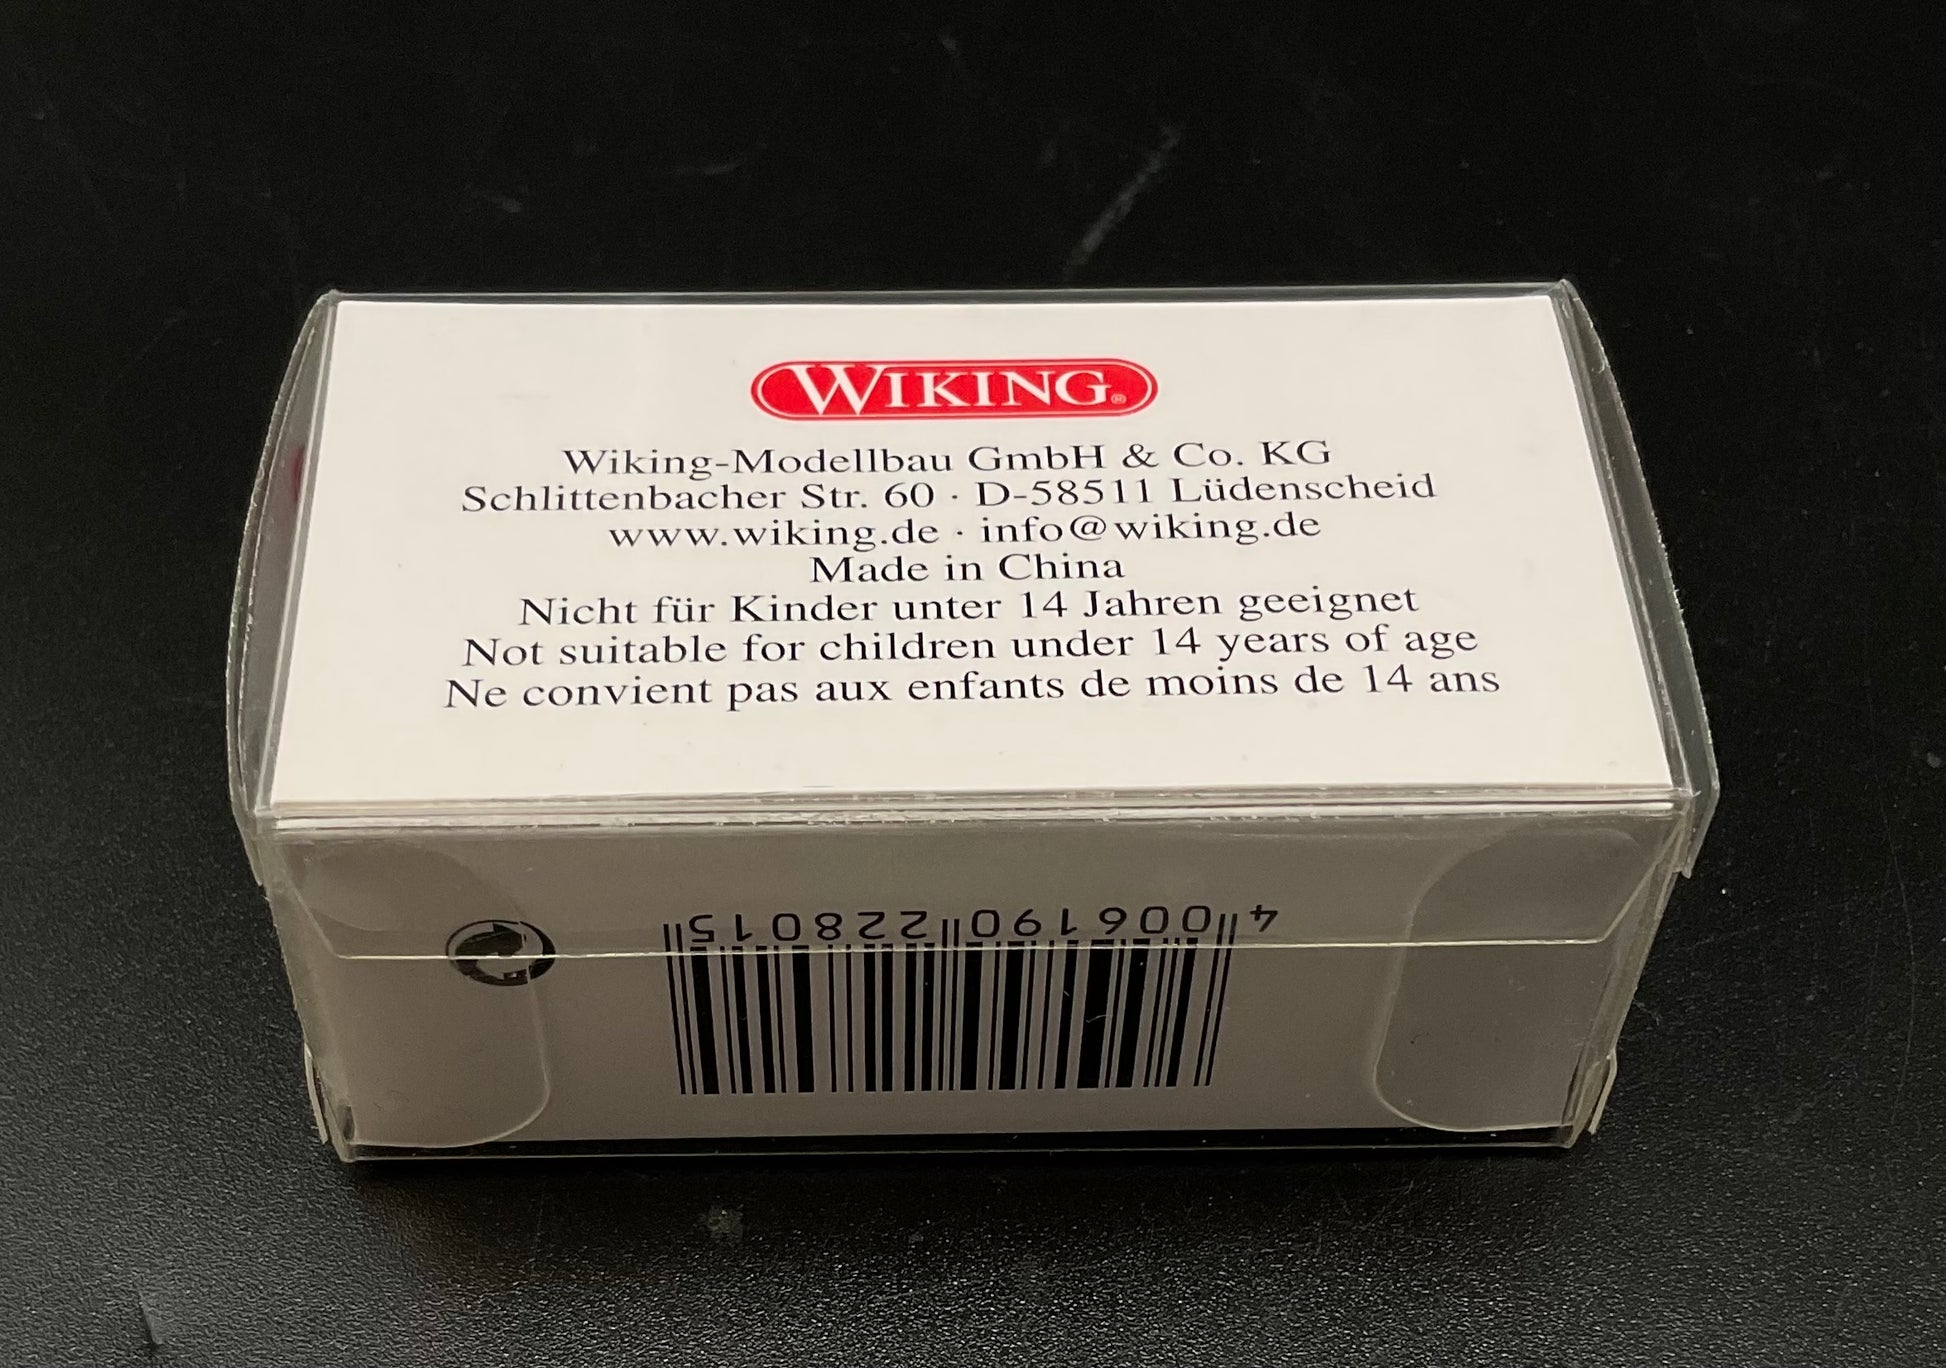 WIKING®
Wiking-Modellbau GmbH & Co. KG
Schlittenbacher Str. 60 · D-58511 Lüdenscheid
www.wiking.de · info@wiking.de
Made in China
Nicht für Kinder unter 14 Jahren geeignet
Not suitable for children under 14 years of age
Ne convient pas aux enfants de moins de 14 ans
4 006190 228015